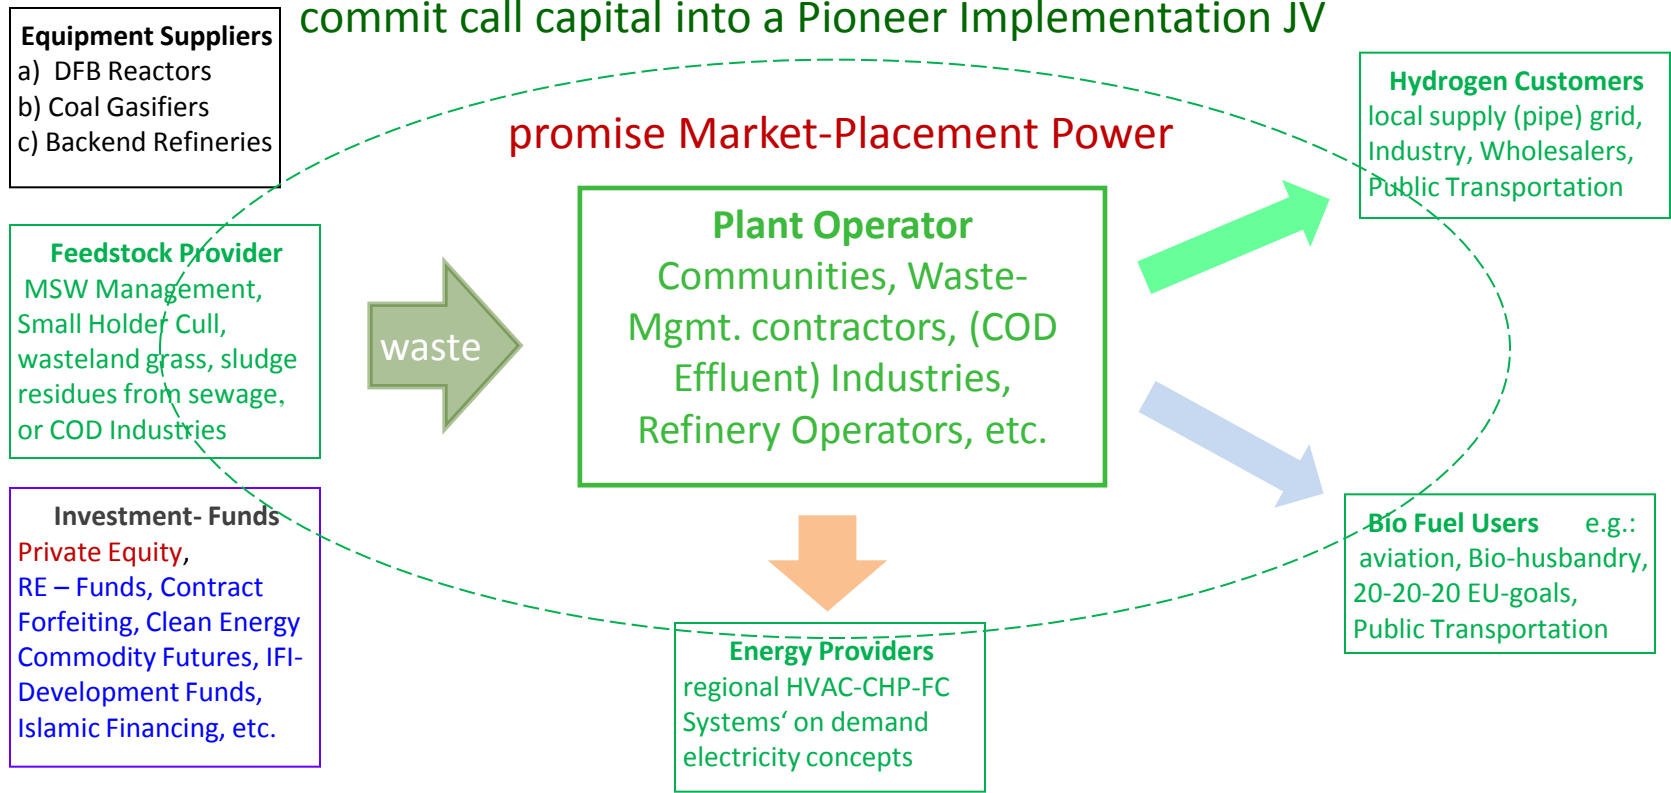 commit call capital into a Pioneer Implementation JV
Equipment Suppliers
a) DFB Reactors
b) Coal Gasifiers
c) Backend Refineries
promise Market-Placement Power
Hydrogen Customers
local supply (pipe) grid,
Industry, Wholesalers,
Public Transportation
Feedstock Provider
MSW Management,
Small Holder Cull,
wasteland grass, sludge
residues from sewage,
or COD Industries
waste
Plant Operator
Communities, Waste-
Mgmt. contractors, (COD
Effluent) Industries,
Refinery Operators, etc.
Investment- Funds
Private Equity,
RE – Funds, Contract
Forfeiting, Clean Energy
Commodity Futures, IFI-
Development Funds,
Islamic Financing, etc.
Bio Fuel Users e.g.:
aviation, Bio-husbandry,
20-20-20 EU-goals,
Public Transportation
Energy Providers
regional HVAC-CHP-FC
Systems‘ on demand
electricity concepts